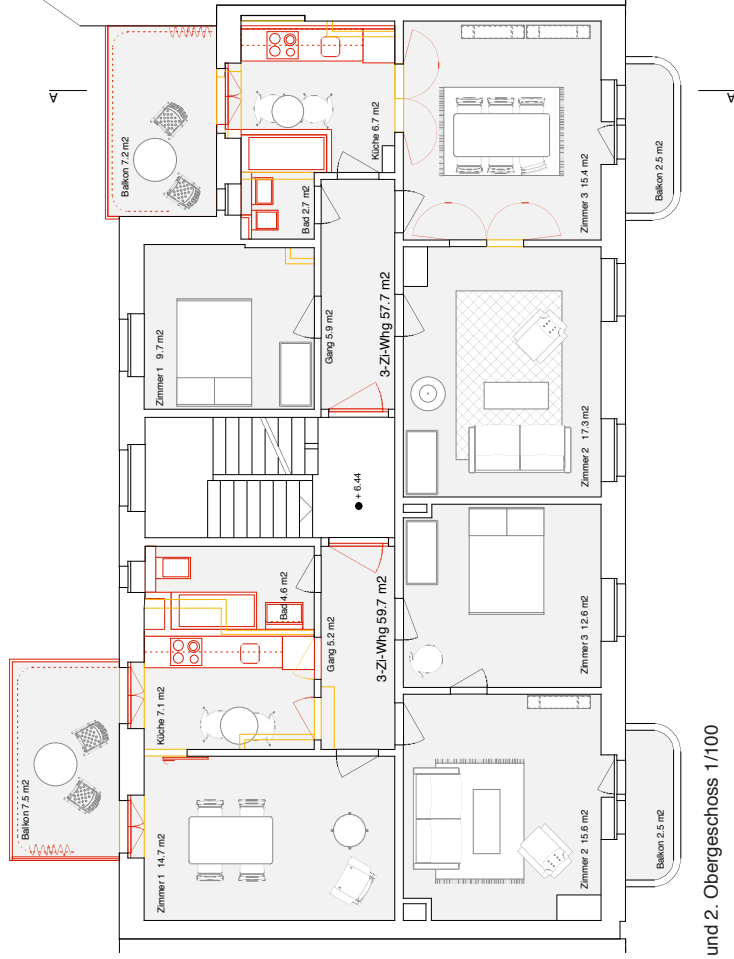 A
A
Balkon 7.2 m2
Küche 6.7 m2
Bad 2.7 m2
Zimmer 3 15.4 m2
Balkon 2.5 m2
Zimmer 1 9.7 m2
Gang 5.9 m2
3-Zi-Whg 57.7 m2
Zimmer 2 17.3 m2
+ 6.44
Bad 4.6 m2
Gang 5.2 m2
3-Zi-Whg 59.7 m2
Zimmer 3 12.6 m2
Küche 7.1 m2
Balkon 7.5 m2
Zimmer 1 14.7 m2
Zimmer 2 15.6 m2
Balkon 2.5 m2
und 2. Obergeschoss 1/100